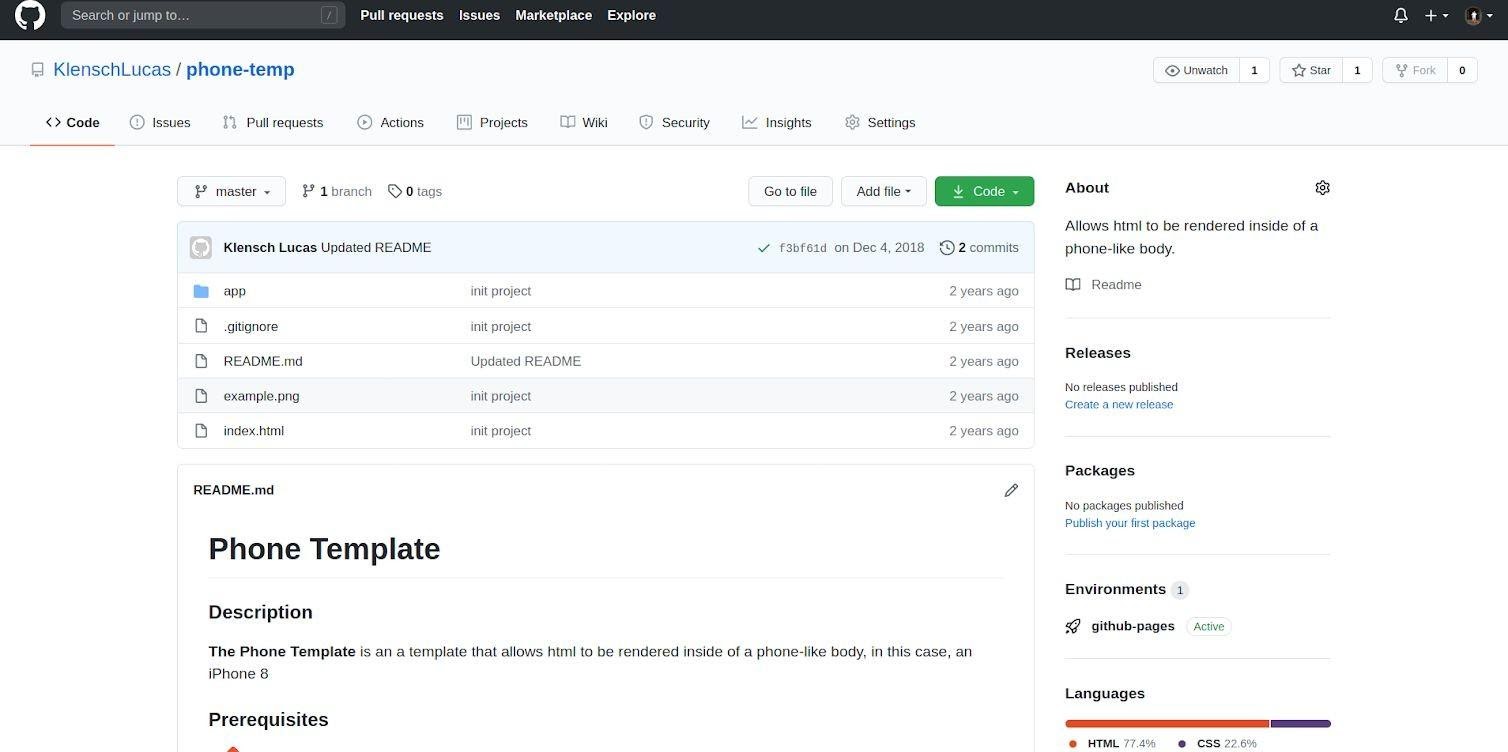 Search or jump to… /
Pull requests Issues Marketplace Explore
KlenschLucas / phone-temp
Unwatch 1 Star 1 Fork 0
Code Issues Pull requests Actions Projects Wiki Security Insights Settings
master 1 branch 0 tags
Go to file Add file Code
Klensch Lucas Updated README f3bf61d on Dec 4, 2018 2 commits
app init project 2 years ago
.gitignore init project 2 years ago
README.md Updated README 2 years ago
example.png init project 2 years ago
index.html init project 2 years ago
README.md
Phone Template
Description
The Phone Template is an a template that allows html to be rendered inside of a phone-like body, in this case, an
iPhone 8
Prerequisites
About
Allows html to be rendered inside of a
phone-like body.
Readme
Releases
No releases published
Create a new release
Packages
No packages published
Publish your first package
Environments 1
github-pages Active
Languages
HTML 77.4% CSS 22.6%